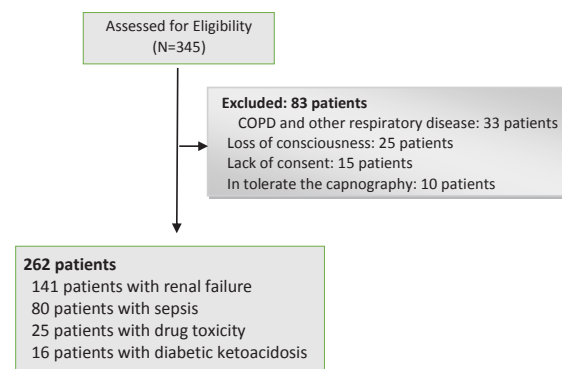 Assessed for Eligibility
(N=345)
Excluded: 83 patients
COPD and other respiratory disease: 33 patients
Loss of consciousness: 25 patients
Lack of consent: 15 patients
In tolerate the capnography: 10 patients
262 patients
141 patients with renal failure
80 patients with sepsis
25 patients with drug toxicity
16 patients with diabetic ketoacidosis